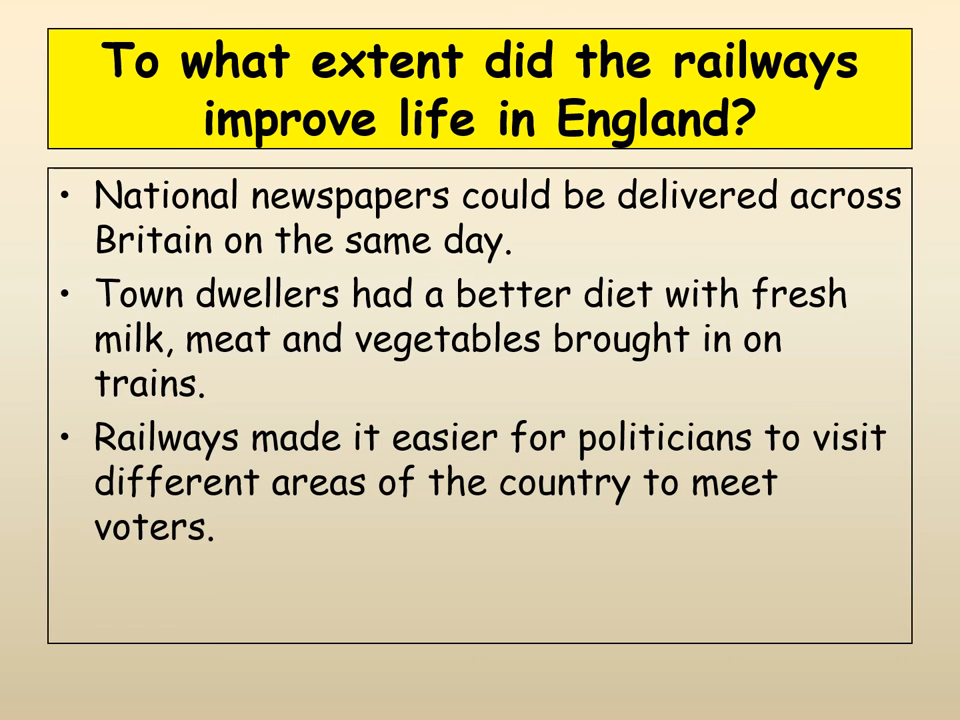 To what extent did the railways
improve life in England?
• National newspapers could be delivered across
Britain on the same day.
• Town dwellers had a better diet with fresh
milk, meat and vegetables brought in on
trains.
• Railways made it easier for politicians to visit
different areas of the country to meet
voters.